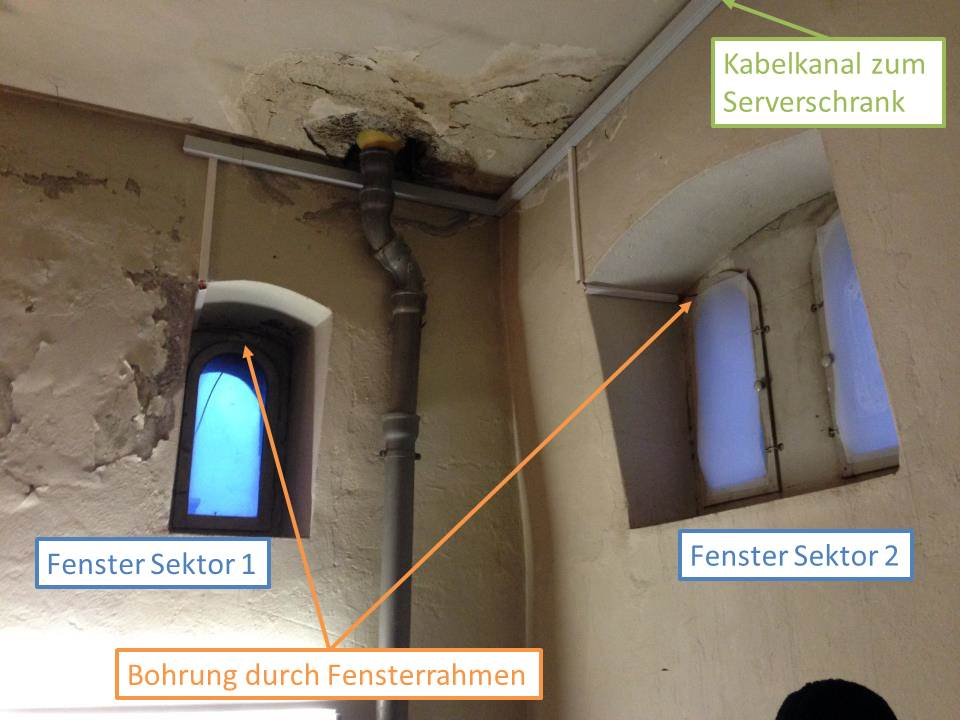 Kabelkanal zum
Serverschrank
Fenster Sektor 1
Fenster Sektor 2
Bohrung durch Fensterrahmen